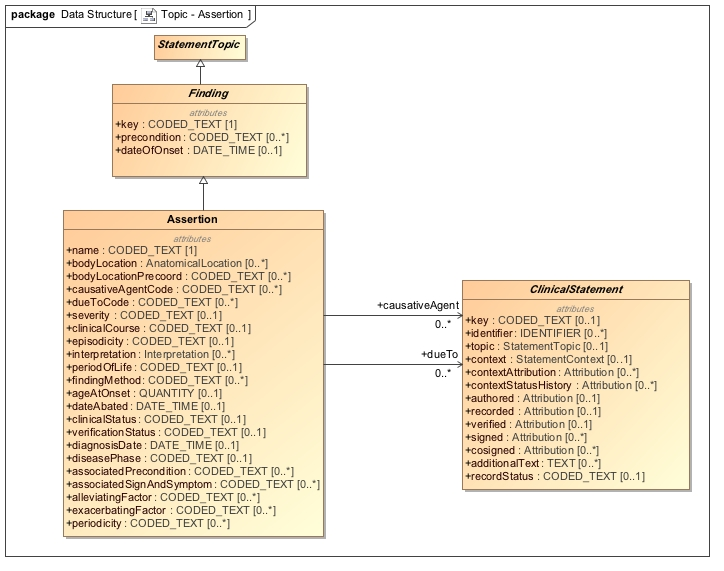 package Data Structure [ Topic - Assertion ]
StatementTopic
Finding
attributes
+key : CODED_TEXT [1]
+precondition : CODED_TEXT [0..*]
+dateOfOnset : DATE_TIME [0..1]
Assertion
attributes
+name : CODED_TEXT [1]
+bodyLocation : AnatomicalLocation [0..*]
+bodyLocationPrecoord : CODED_TEXT [0..*]
+causativeAgentCode : CODED_TEXT [0..*]
+dueToCode : CODED_TEXT [0..*]
+severity : CODED_TEXT [0..1]
+clinicalCourse : CODED_TEXT [0..1]
+episodicity : CODED_TEXT [0..1]
+interpretation : Interpretation [0..*]
+periodOfLife : CODED_TEXT [0..1]
+findingMethod : CODED_TEXT [0..*]
+ageAtOnset : QUANTITY [0..1]
+dateAbated : DATE_TIME [0..1]
+clinicalStatus : CODED_TEXT [0..1]
+verificationStatus : CODED_TEXT [0..1]
+diagnosisDate : DATE_TIME [0..1]
+diseasePhase : CODED_TEXT [0..1]
+associatedPrecondition : CODED_TEXT [0..*]
+associatedSignAndSymptom : CODED_TEXT [0..*]
+alleviatingFactor : CODED_TEXT [0..*]
+exacerbatingFactor : CODED_TEXT [0..*]
+periodicity : CODED_TEXT [0..*]
+causativeAgent
0..*
+dueTo
0..*
ClinicalStatement
attributes
+key : CODED_TEXT [0..1]
+identifier : IDENTIFIER [0..*]
+topic : StatementTopic [0..1]
+context : StatementContext [0..1]
+contextAttribution : Attribution [0..*]
+contextStatusHistory : Attribution [0..*]
+authored : Attribution [0..1]
+recorded : Attribution [0..1]
+verified : Attribution [0..1]
+signed : Attribution [0..*]
+cosigned : Attribution [0..*]
+additionalText : TEXT [0..*]
+recordStatus : CODED_TEXT [0..1]